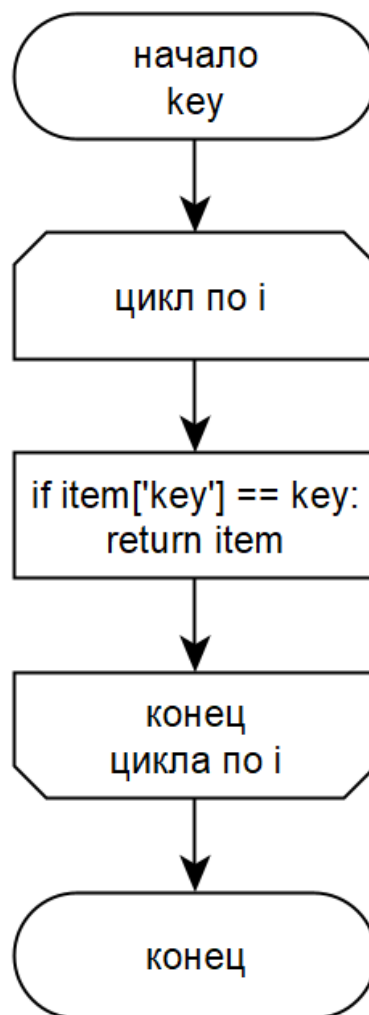 начало
key
цикл по i
if item['key'] == key:
return item
конец
цикла по i
конец